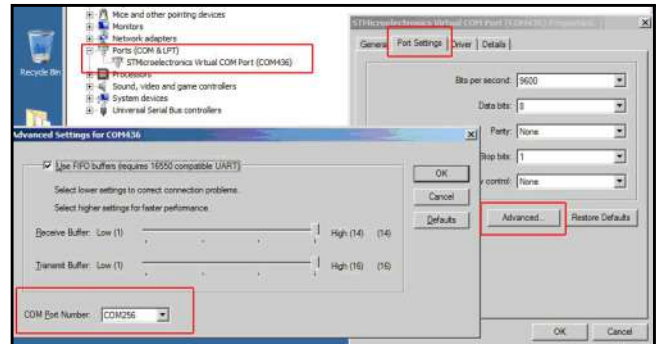 Mice and other pointing devices
Monitors
Network adapters
Ports (COM & LPT)
STMicroelectronics Virtual COM Port (COM436)
Processors
Sound, video and game controllers
System devices
Universal Serial Bus controllers
Recycle Bin
STMicroelectronics Virtual COM Port (COM436) Properties
General
Port Settings
Driver
Details
Bits per second: 9600
Data bits: 8
Parity: None
Stop bits: 1
control: None
Advanced...
Restore Defaults
OK
Cancel
Advanced Settings for COM436
Use FIFO buffers (requires 16550 compatible UART)
Select lower settings to correct connection problems.
Select higher settings for faster performance.
Receive Buffer: Low (1) High (14) (14)
Transmit Buffer: Low (1) High (16) (16)
COM Port Number: COM256
OK
Cancel
Defaults